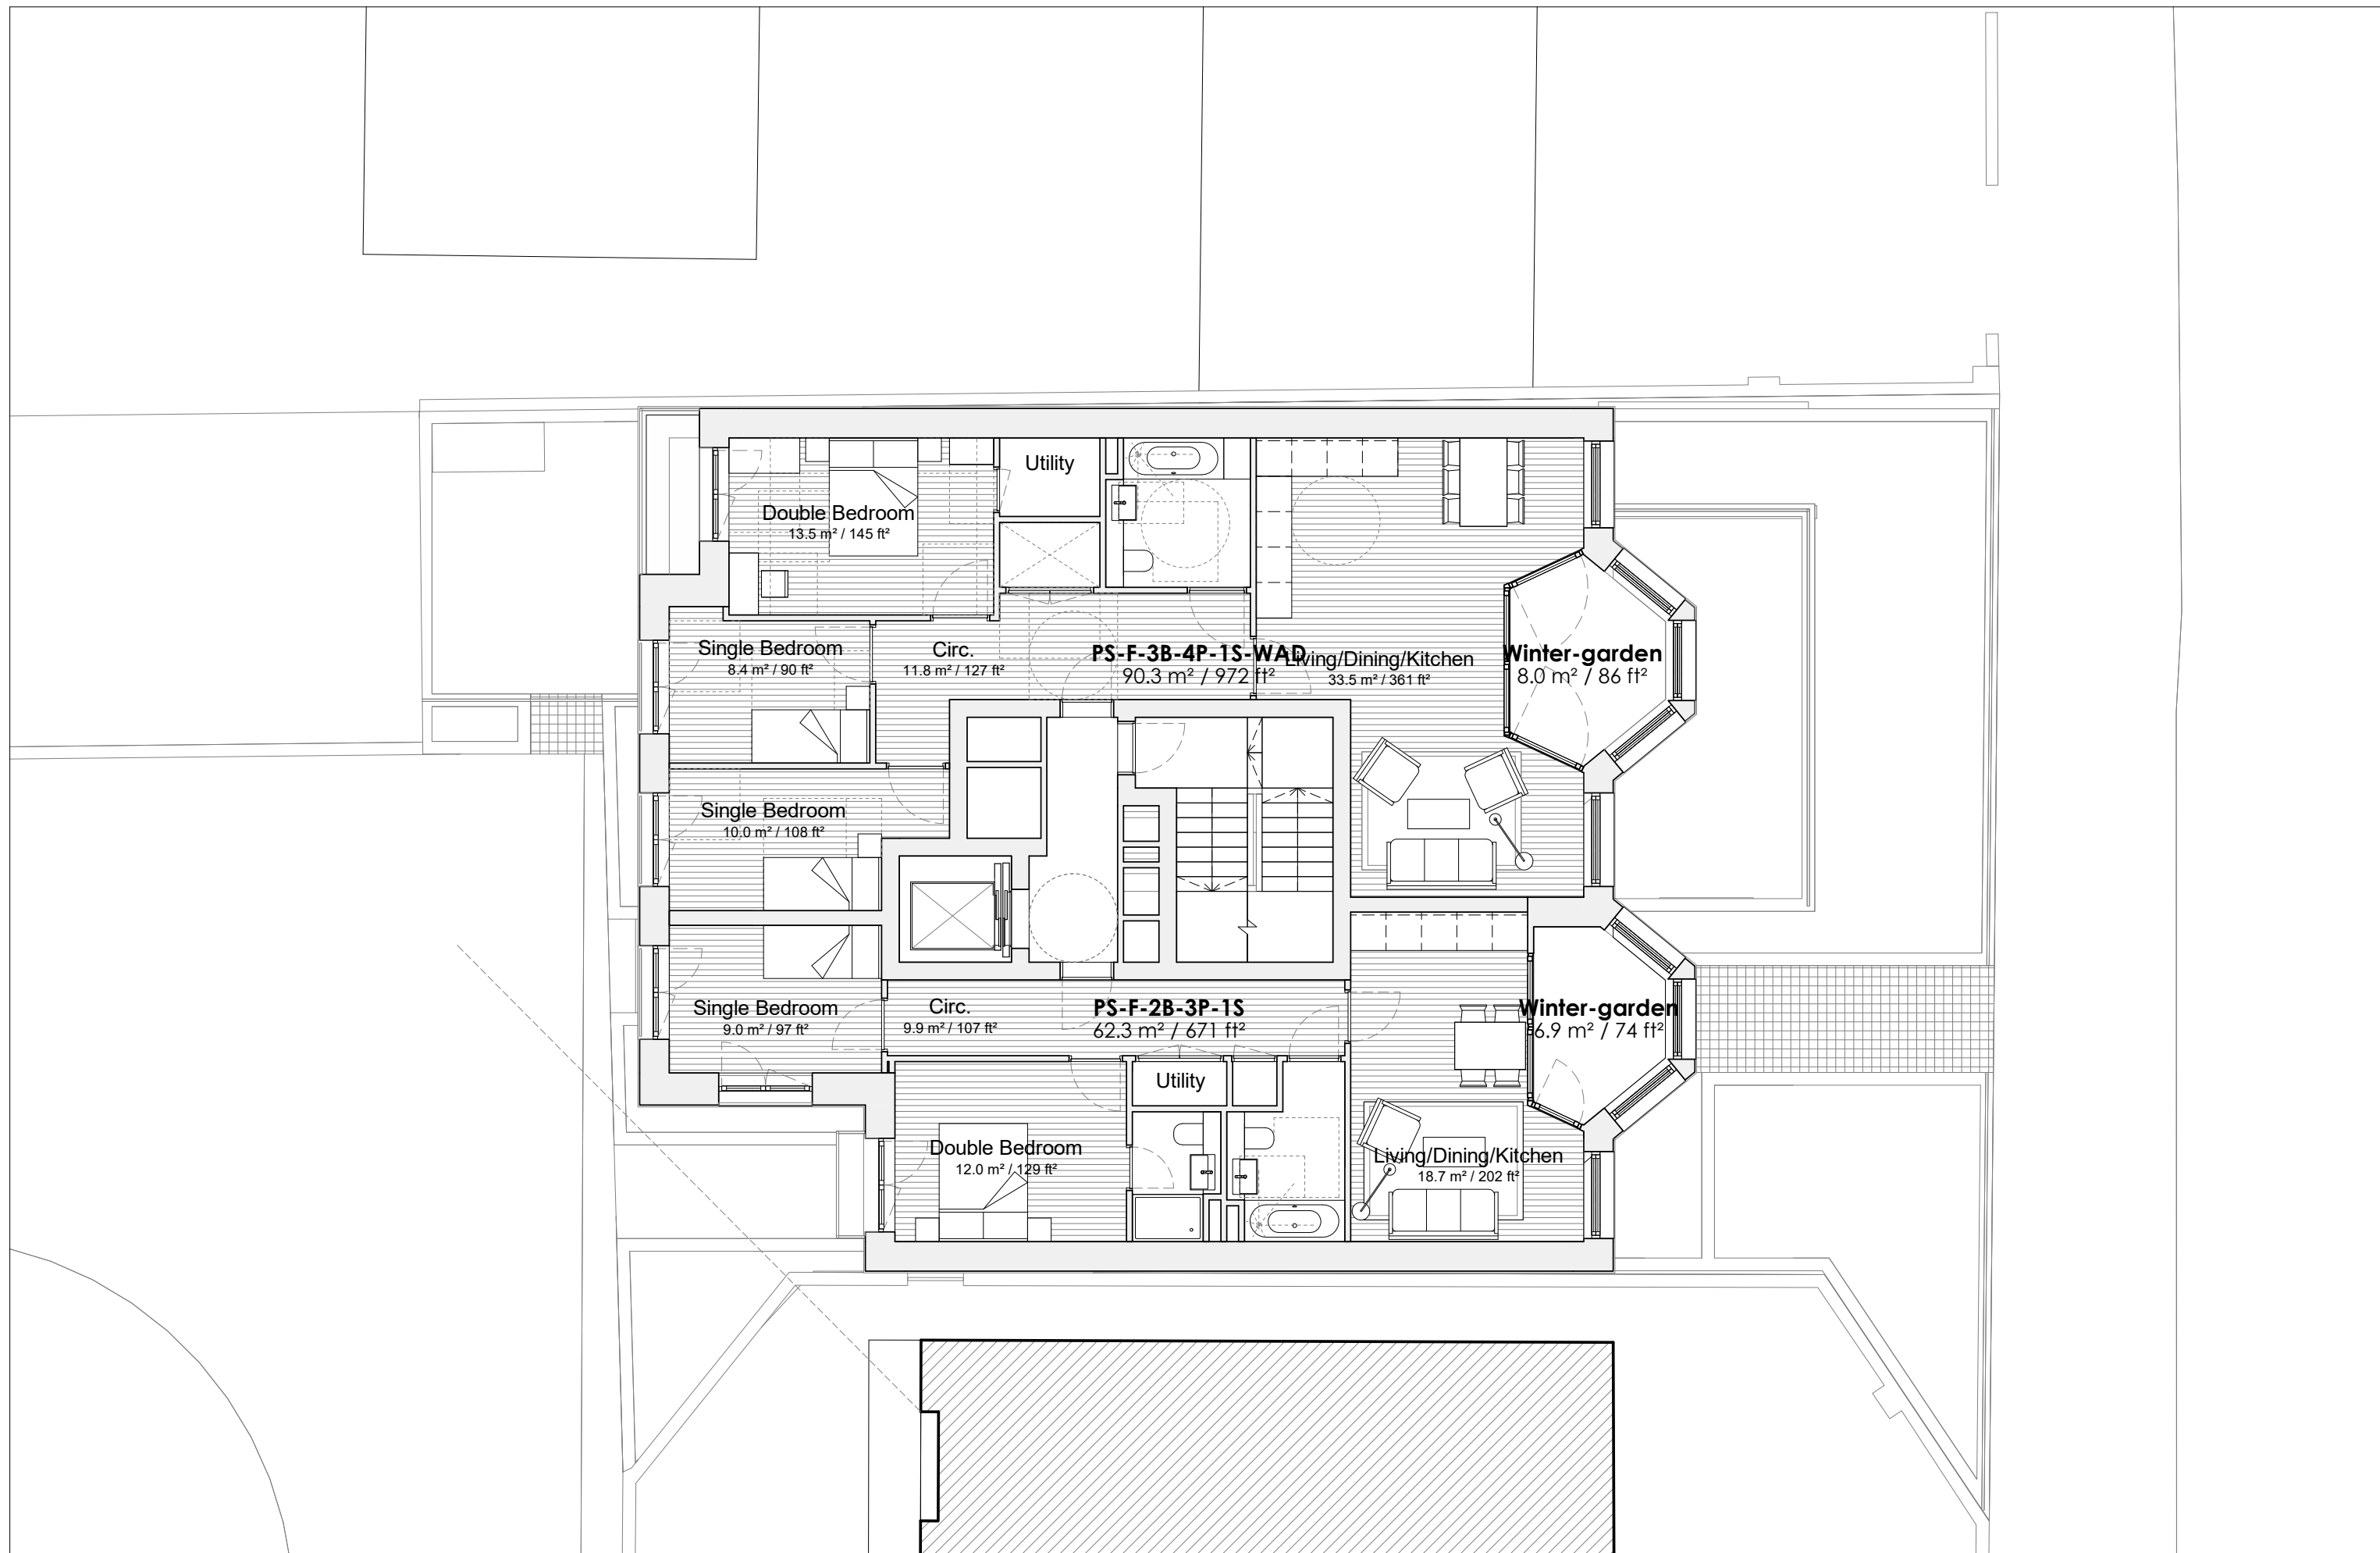 Utility
Double Bedroom
13.5 m² / 145 ft²
Single Bedroom
8.4 m² / 90 ft²
Circ.
11.8 m² / 127 ft²
PS-F-3B-4P-1S-WAD
90.3 m² / 972 ft²
Living/Dining/Kitchen
33.5 m² / 361 ft²
Winter-garden
8.0 m² / 86 ft²
Single Bedroom
10.0 m² / 108 ft²
Single Bedroom
9.0 m² / 97 ft²
Circ.
9.9 m² / 107 ft²
PS-F-2B-3P-1S
62.3 m² / 671 ft²
Winter-garden
6.9 m² / 74 ft²
Utility
Double Bedroom
12.0 m² / 129 ft²
Living/Dining/Kitchen
18.7 m² / 202 ft²